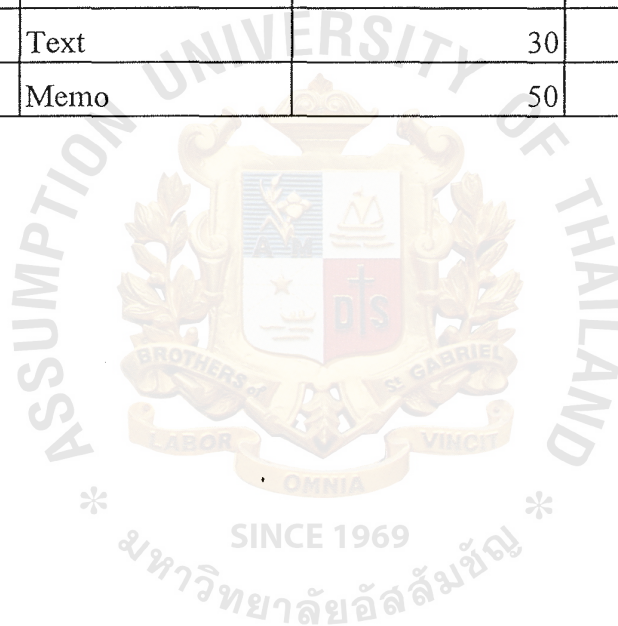 Text 30
Memo 50
ASSUMPTION UNIVERSITY OF THAILAND
A M
D S
BROTHERS of St GABRIEL
LABOR VINCIT
OMNIA
* SINCE 1969 *
มหาวิทยาลัยอัสสัมชัญ